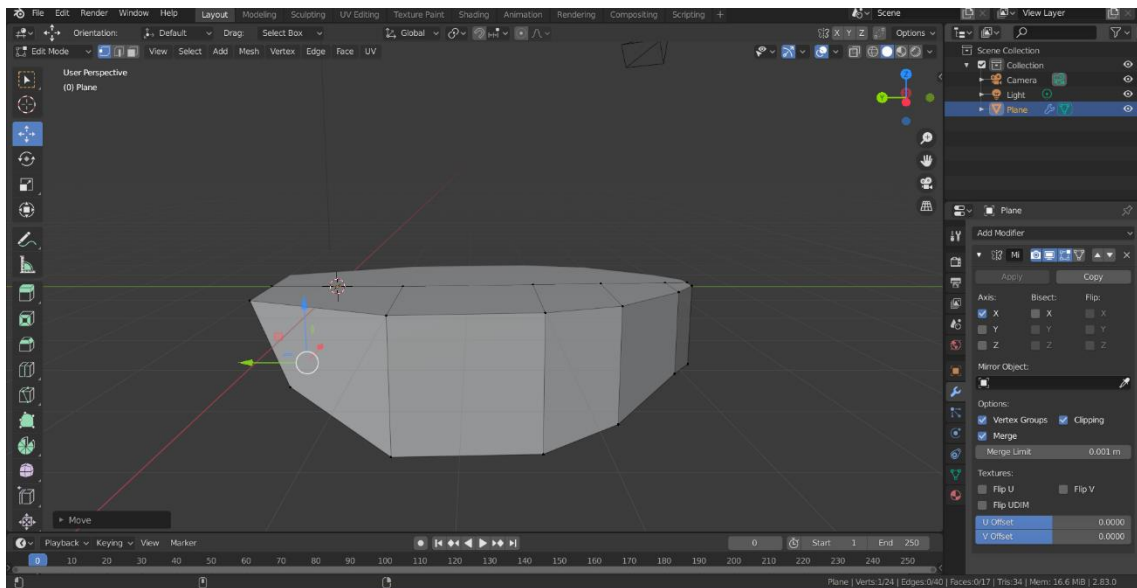 File Edit Render Window Help Layout Modeling Sculpting UV Editing Texture Paint Shading Animation Rendering Compositing Scripting + Scene View Layer
Orientation: Default Drag: Select Box Global X Y Z Options
Edit Mode View Select Add Mesh Vertex Edge Face UV
User Perspective
(0) Plane
Z
Y
Scene Collection
Collection
Camera
Light
Plane
Plane
Add Modifier
Mi
Apply Copy
Axis: Bisect: Flip:
X X X
Y Y Y
Z Z Z
Mirror Object:
Options:
Vertex Groups Clipping
Merge
Merge Limit 0.001 m
Textures:
Flip U Flip V
Flip UDIM
U Offset 0.0000
V Offset 0.0000
Move
Playback Keying View Marker 0 Start 1 End 250
0 10 20 30 40 50 60 70 80 90 100 110 120 130 140 150 160 170 180 190 200 210 220 230 240 250
Plane | Verts:1/24 | Edges:0/40 | Faces:0/17 | Tris:34 | Mem: 16.6 MiB | 2.83.0